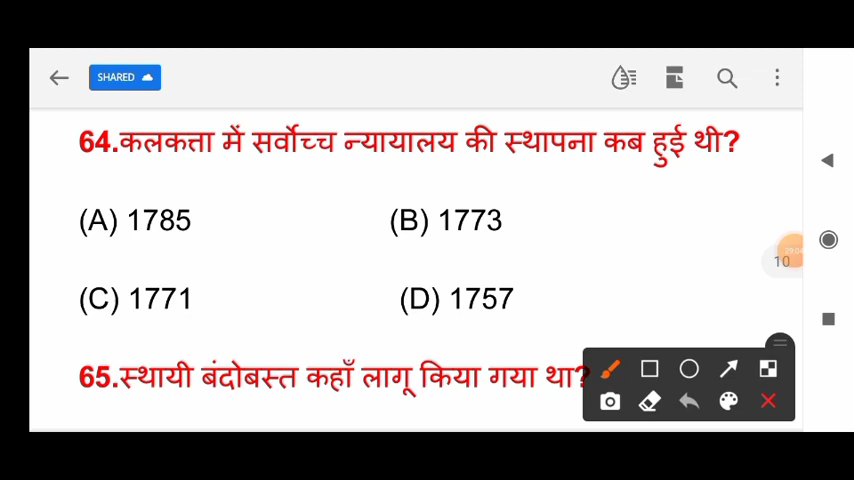 SHARED
64.कलकत्ता में सर्वोच्च न्यायालय की स्थापना कब हुई थी?
(A) 1785 (B) 1773
10
(C) 1771 (D) 1757
65.स्थायी बंदोबस्त कहाँ लागू किया गया था?